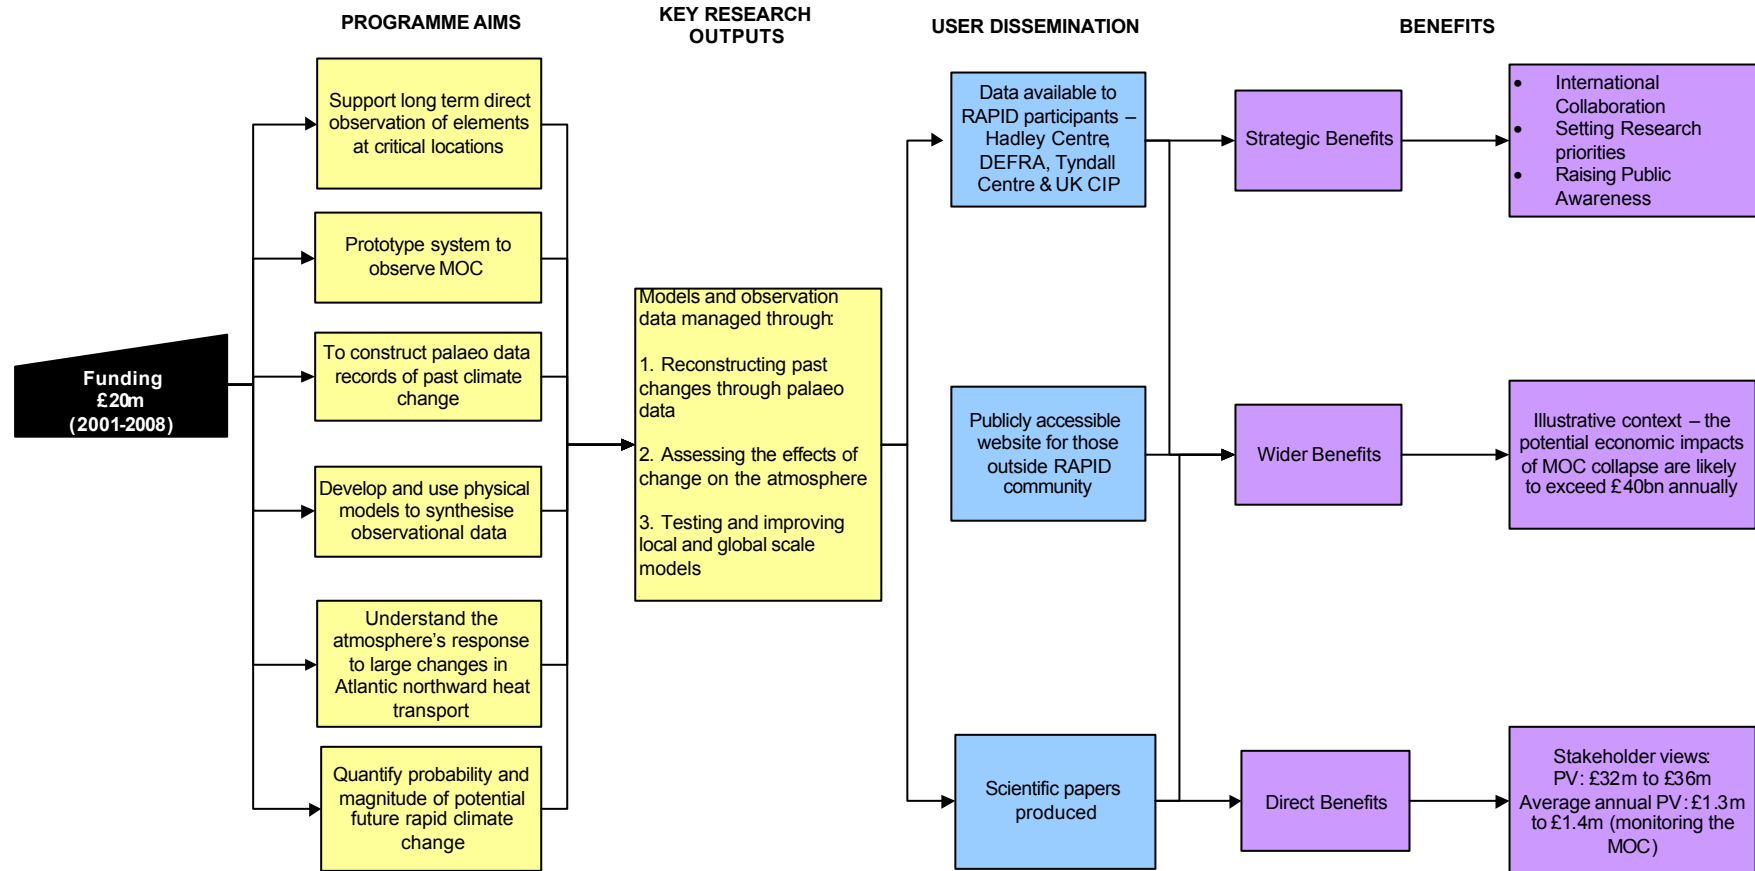 PROGRAMME AIMS
KEY RESEARCH
OUTPUTS
USER DISSEMINATION
BENEFITS
Funding
£20m
(2001-2008)
Support long term direct
observation of elements
at critical locations
Prototype system to
observe MOC
To construct palaeo data
records of past climate
change
Develop and use physical
models to synthesise
observational data
Understand the
atmosphere’s response
to large changes in
Atlantic northward heat
transport
Quantify probability and
magnitude of potential
future rapid climate
change
Models and observation
data managed through:
1. Reconstructing past
changes through palaeo
data
2. Assessing the effects of
change on the atmosphere
3. Testing and improving
local and global scale
models
Data available to
RAPID participants –
Hadley Centre,
DEFRA, Tyndall
Centre & UK CIP
Publicly accessible
website for those
outside RAPID
community
Scientific papers
produced
Strategic Benefits
Wider Benefits
Direct Benefits
• International
Collaboration
• Setting Research
priorities
• Raising Public
Awareness
Illustrative context – the
potential economic impacts
of MOC collapse are likely
to exceed £40bn annually
Stakeholder views:
PV: £32m to £36m
Average annual PV: £1.3m
to £1.4m (monitoring the
MOC)